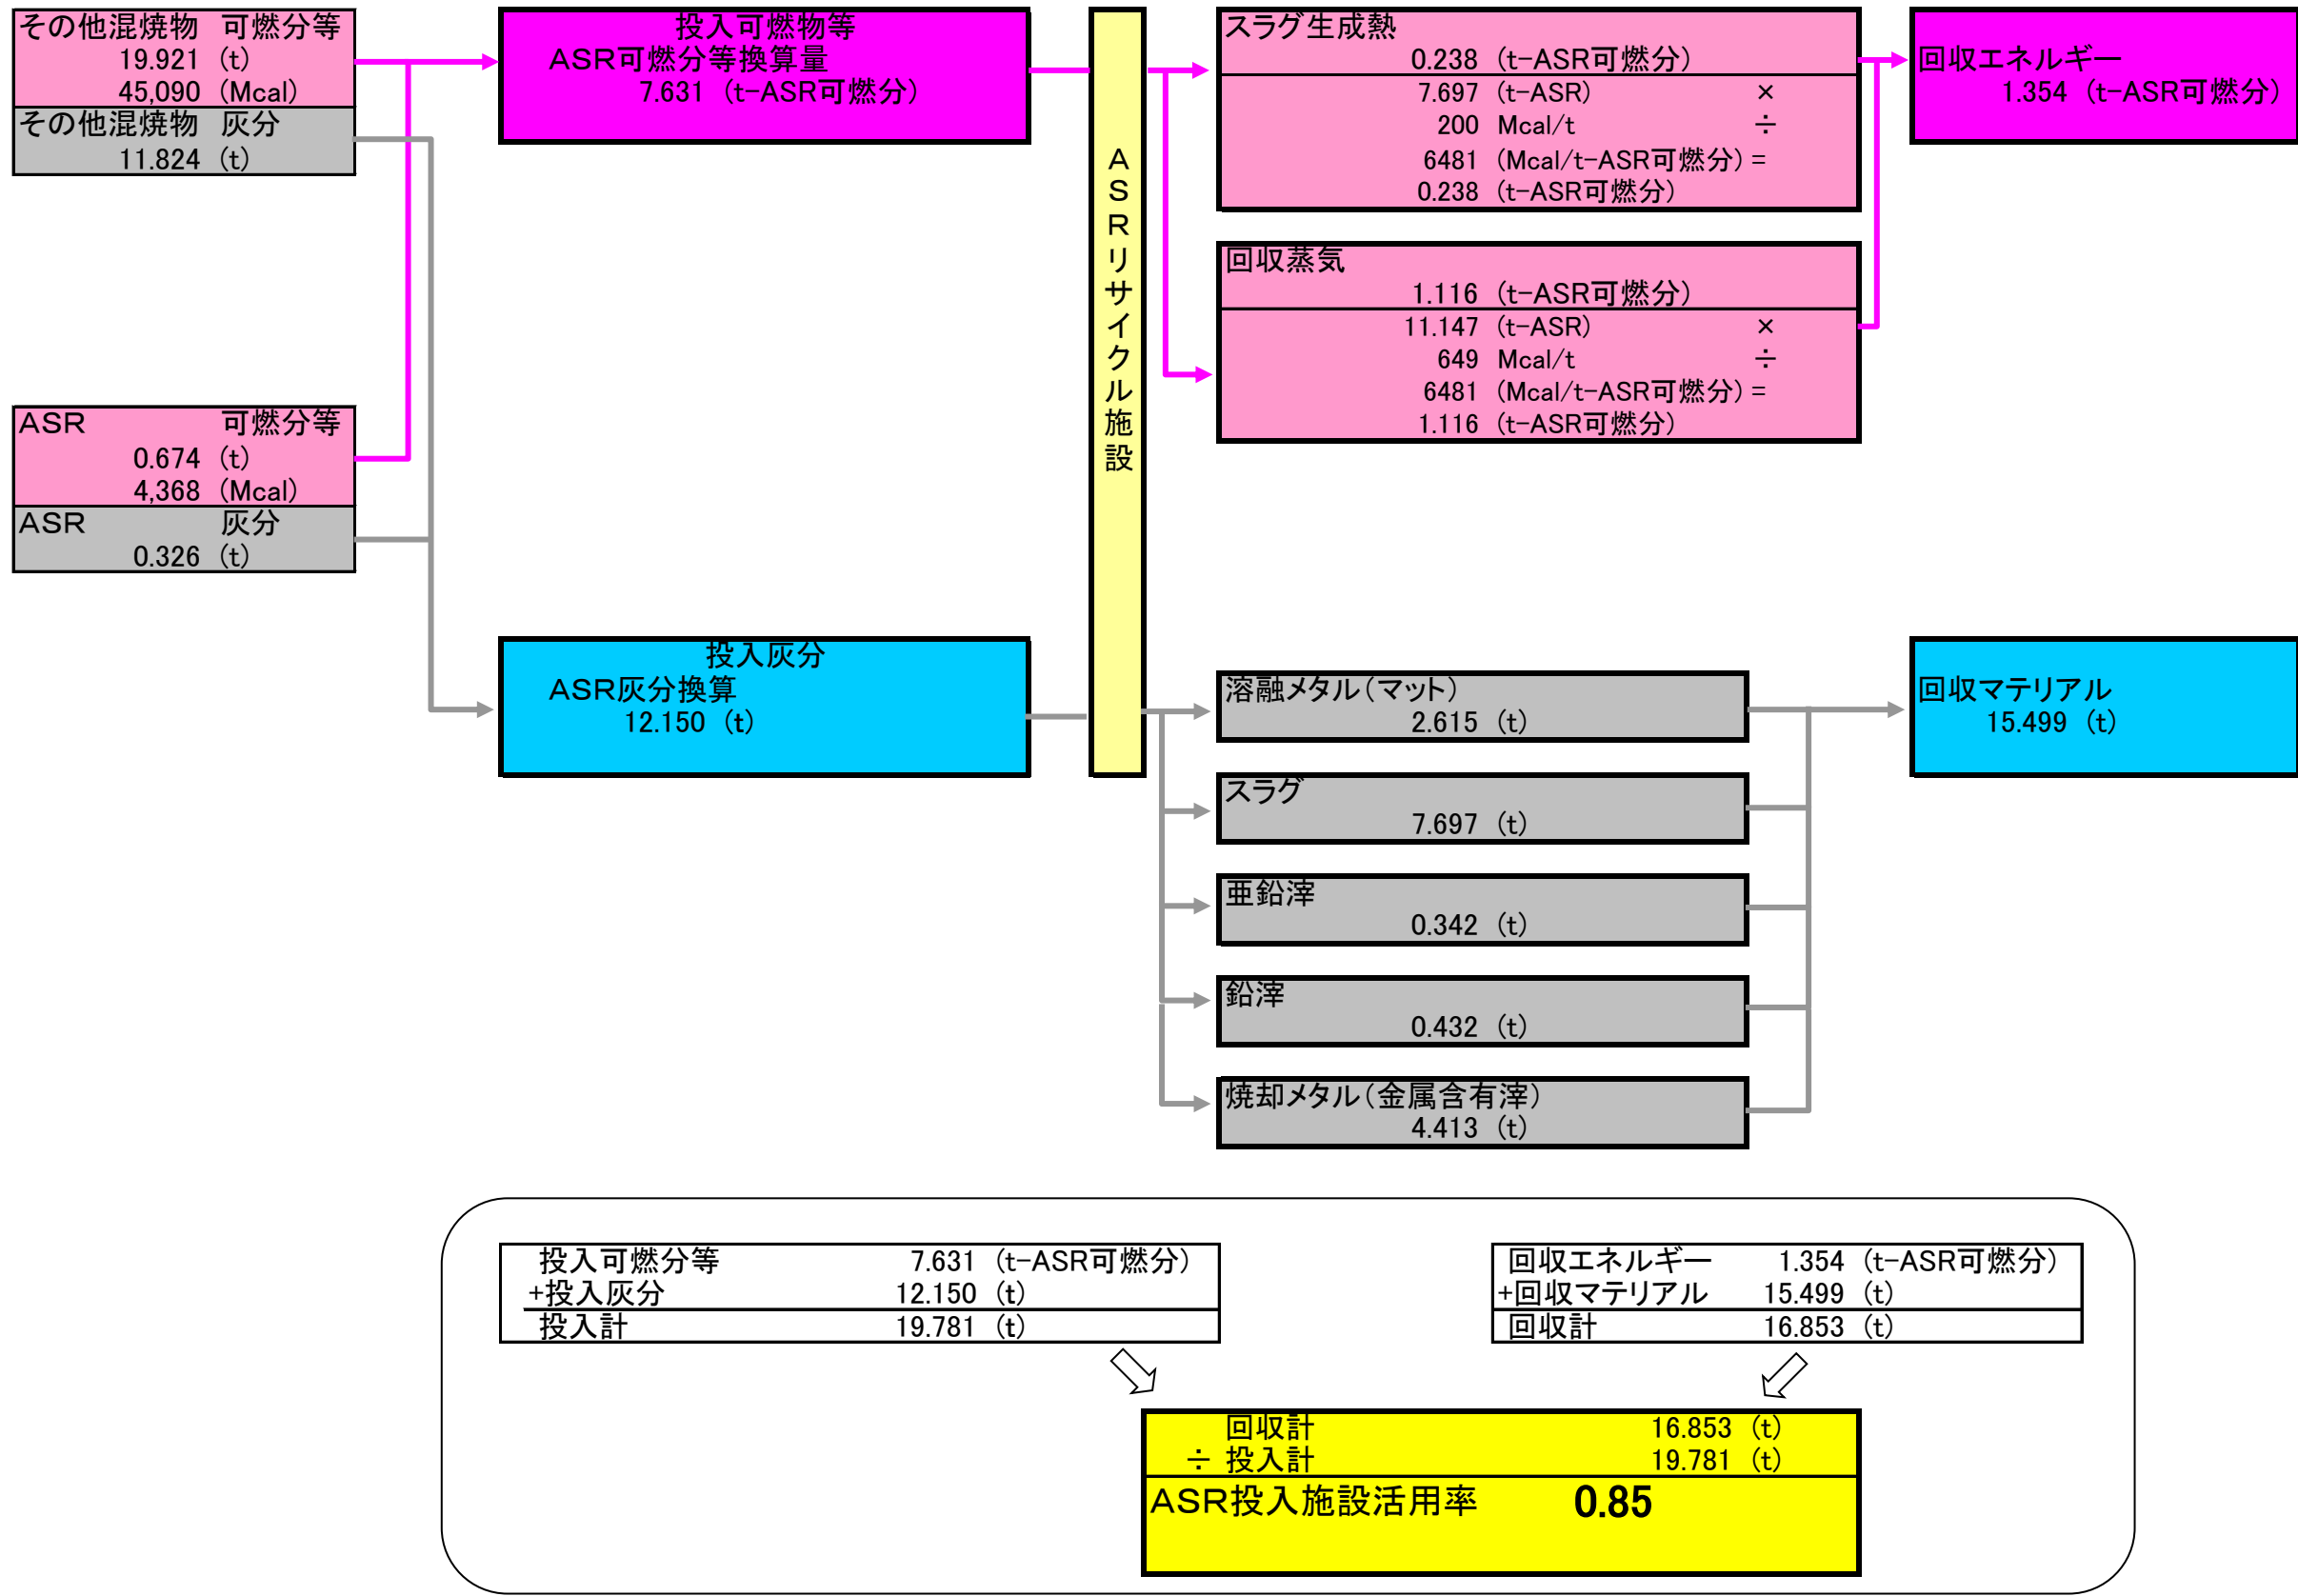 その他混焼物 可燃分等
19.921 (t)
45,090 (Mcal)
その他混焼物 灰分
11.824 (t)
ASR 可燃分等
0.674 (t)
4,368 (Mcal)
ASR 灰分
0.326 (t)
投入可燃物等
ASR可燃分等換算量
7.631 (t-ASR可燃分)
投入灰分
ASR灰分換算
12.150 (t)
ASRリサイクル施設
スラグ生成熱
0.238 (t-ASR可燃分)
7.697 (t-ASR) ×
200 Mcal/t ÷
6481 (Mcal/t-ASR可燃分) =
0.238 (t-ASR可燃分)
回収蒸気
1.116 (t-ASR可燃分)
11.147 (t-ASR) ×
649 Mcal/t ÷
6481 (Mcal/t-ASR可燃分) =
1.116 (t-ASR可燃分)
回収エネルギー
1.354 (t-ASR可燃分)
溶融メタル(マット)
2.615 (t)
スラグ
7.697 (t)
亜鉛滓
0.342 (t)
鉛滓
0.432 (t)
焼却メタル(金属含有滓)
4.413 (t)
回収マテリアル
15.499 (t)
投入可燃分等 7.631 (t-ASR可燃分)
+投入灰分 12.150 (t)
投入計 19.781 (t)
回収エネルギー 1.354 (t-ASR可燃分)
+回収マテリアル 15.499 (t)
回収計 16.853 (t)
回収計 16.853 (t)
÷ 投入計 19.781 (t)
ASR投入施設活用率 0.85